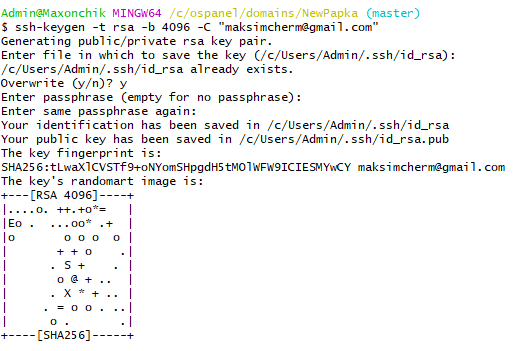 Admin@Maxonchik MINGW64 /c/ospanel/domains/NewPapka (master)
$ ssh-keygen -t rsa -b 4096 -C "maksimcherm@gmail.com"
Generating public/private rsa key pair.
Enter file in which to save the key (/c/Users/Admin/.ssh/id_rsa):
/c/Users/Admin/.ssh/id_rsa already exists.
Overwrite (y/n)? y
Enter passphrase (empty for no passphrase):
Enter same passphrase again:
Your identification has been saved in /c/Users/Admin/.ssh/id_rsa
Your public key has been saved in /c/Users/Admin/.ssh/id_rsa.pub
The key fingerprint is:
SHA256:tLwaXlCVSTf9+oNYomSHpgdH5tMOlWFW9ICIESMYwCY maksimcherm@gmail.com
The key's randomart image is:
+---[RSA 4096]----+
|....o. ++.+o*=   |
|Eo .  ...oo* .+  |
|o      o o o  o  |
|      + + o    . |
|     . S +    .  |
|      o @ + ..   |
|     . X * + ..  |
|    . = o o . .. |
|     o .       . |
+----[SHA256]-----+